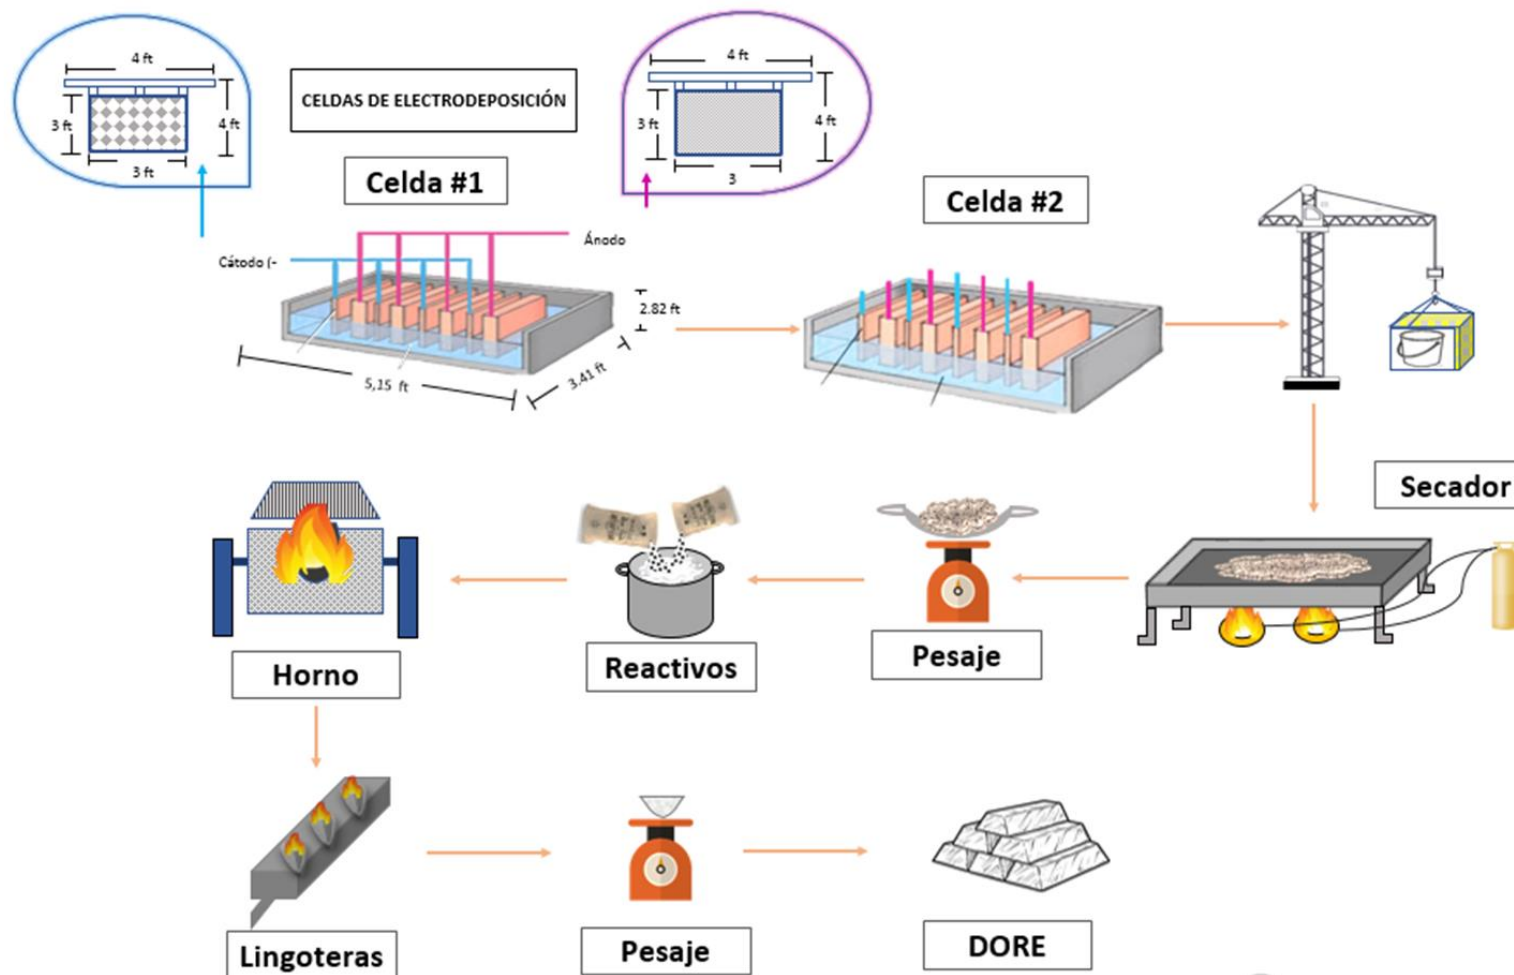 4 ft
3 ft
4 ft
3 ft
CELDAS DE ELECTRODEPOSICIÓN
4 ft
3 ft
4 ft
3
Celda #1
Celda #2
Ánodo
Cátodo (-
2.82 ft
5,15 ft
3.41 ft
Secador
Horno
Reactivos
Pesaje
Lingoteras
Pesaje
DORE